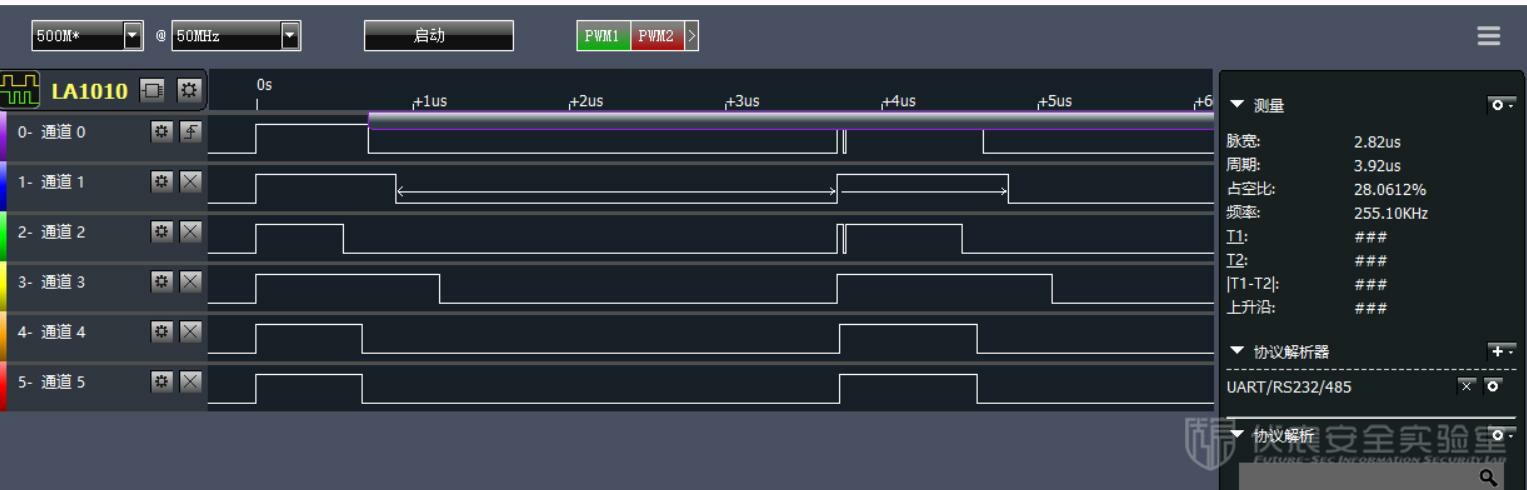 500M* @ 50MHz 启动 PWM1 PWM2 >
LA1010
0s
+1us +2us +3us +4us +5us +6
0- 通道 0
1- 通道 1
2- 通道 2
3- 通道 3
4- 通道 4
5- 通道 5
测量
脉宽: 2.82us
周期: 3.92us
占空比: 28.0612%
频率: 255.10KHz
T1: ###
T2: ###
|T1-T2|: ###
上升沿: ###
协议解析器
UART/RS232/485
协议解析
安全实验室
FUTURE-SEC INFORMATION SECURITY LAB